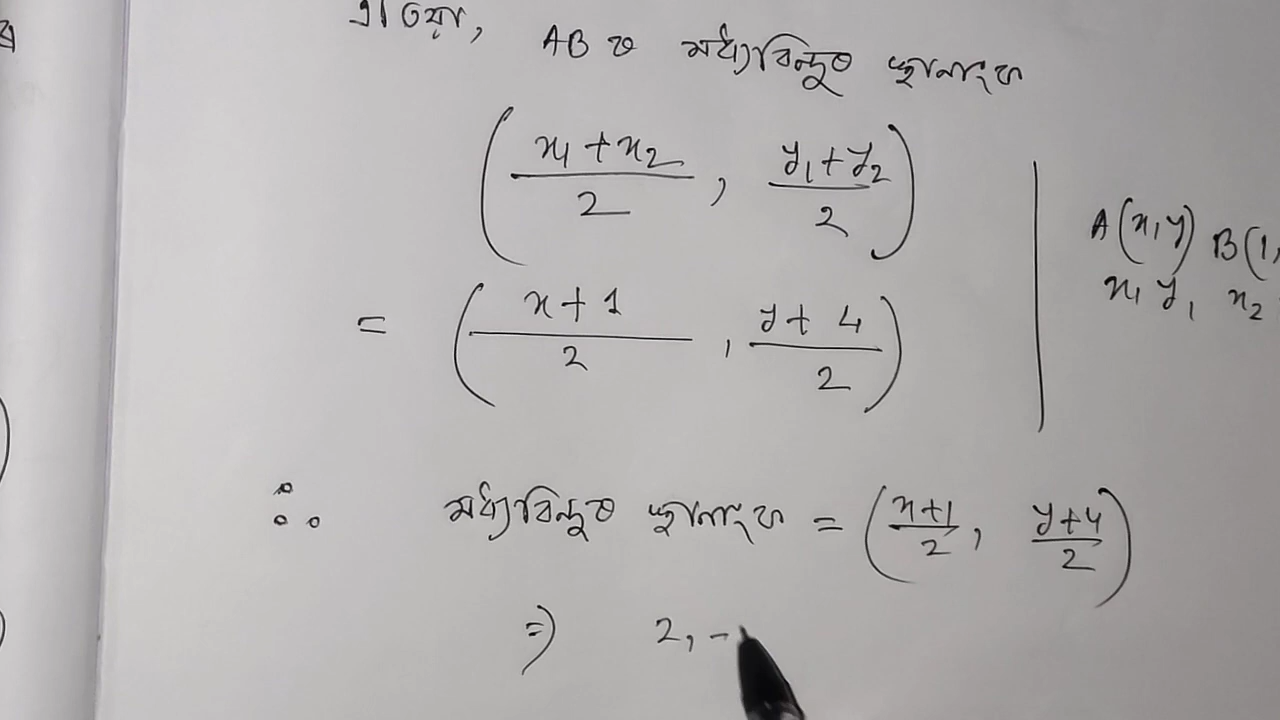 AB ৰ মধ্যবিন্দুৰ স্থানাংক
(x₁ + x₂ / 2 , y₁ + y₂ / 2)
= (x + 1 / 2 , y + 4 / 2)
A(x, y) B(1,
x₁ y₁ x₂
∴ মধ্যবিন্দুৰ স্থানাংক = (x+1 / 2 , y+4 / 2)
⇒ 2, -